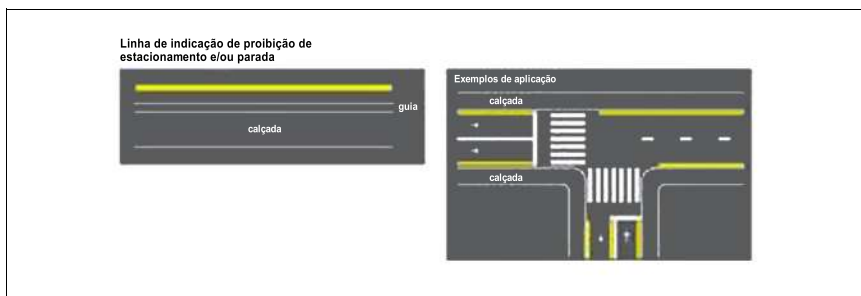 Linha de indicação de proibição de
estacionamento e/ou parada
guia
calçada
Exemplos de aplicação
calçada
calçada